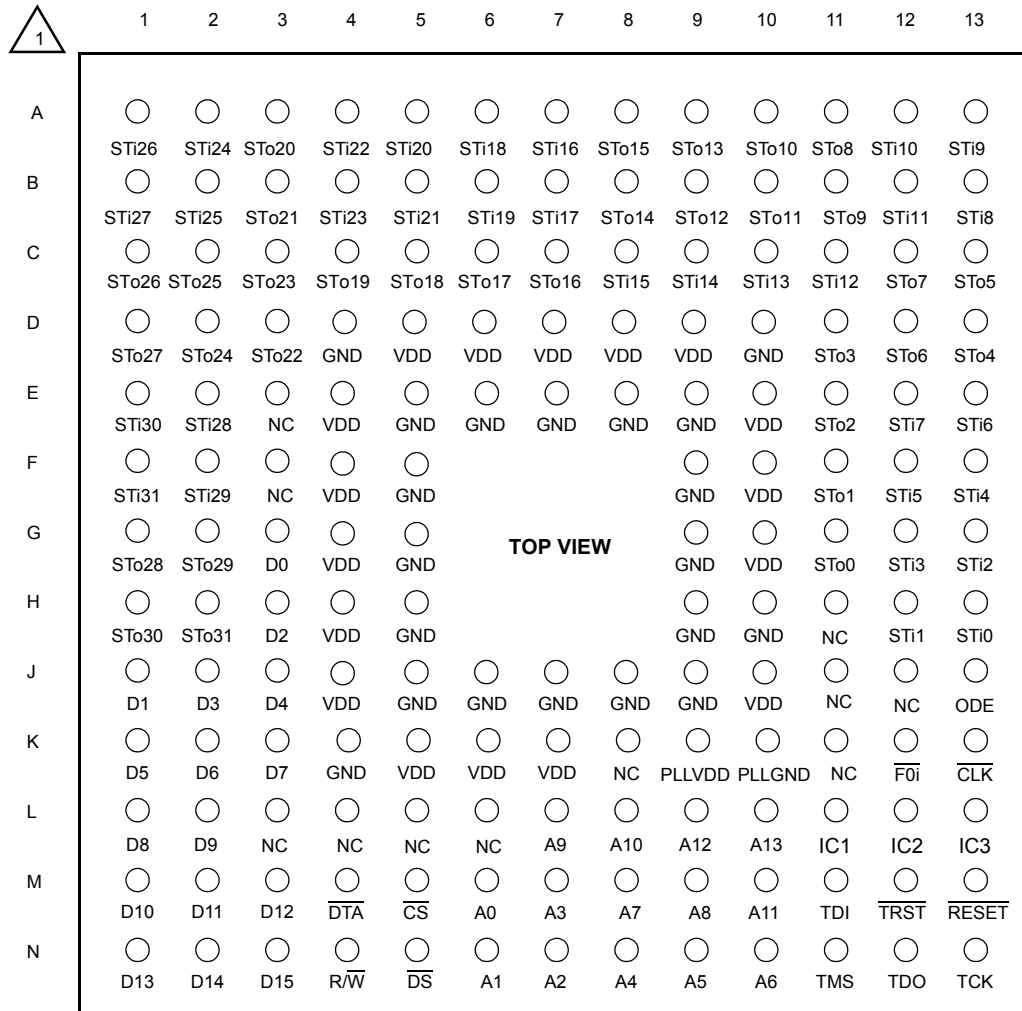 1 2 3 4 5 6 7 8 9 10 11 12 13
1
A
STi26 STi24 STo20 STi22 STi20 STi18 STi16 STo15 STo13 STo10 STo8 STi10 STi9
B
STi27 STi25 STo21 STi23 STi21 STi19 STi17 STo14 STo12 STo11 STo9 STi11 STi8
C
STo26 STo25 STo23 STo19 STo18 STo17 STo16 STi15 STi14 STi13 STi12 STo7 STo5
D
STo27 STo24 STo22 GND VDD VDD VDD VDD VDD GND STo3 STo6 STo4
E
STi30 STi28 NC VDD GND GND GND GND GND VDD STo2 STi7 STi6
F
STi31 STi29 NC VDD GND GND VDD STo1 STi5 STi4
G
TOP VIEW
STo28 STo29 D0 VDD GND GND VDD STo0 STi3 STi2
H
STo30 STo31 D2 VDD GND GND GND NC STi1 STi0
J
D1 D3 D4 VDD GND GND GND GND GND VDD NC NC ODE
K
D5 D6 D7 GND VDD VDD VDD NC PLLVDD PLLGND NC F0i CLK
L
D8 D9 NC NC NC NC A9 A10 A12 A13 IC1 IC2 IC3
M
D10 D11 D12 DTA CS A0 A3 A7 A8 A11 TDI TRST RESET
N
D13 D14 D15 R/W DS A1 A2 A4 A5 A6 TMS TDO TCK